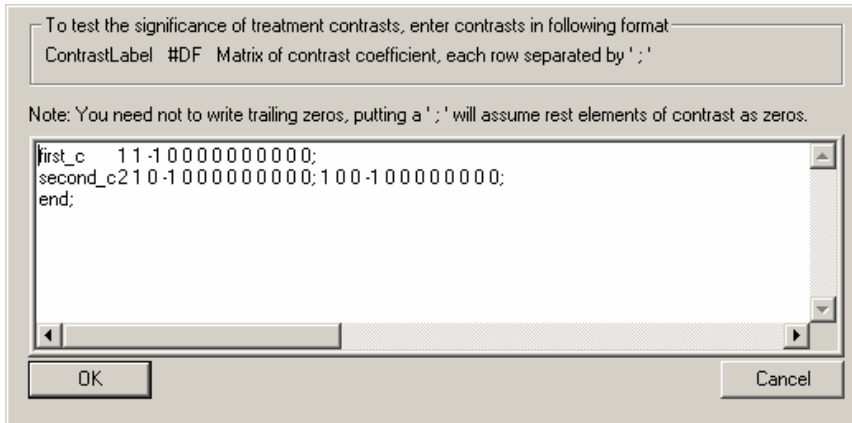 To test the significance of treatment contrasts, enter contrasts in following format
ContrastLabel #DF Matrix of contrast coefficient, each row separated by ' ; '
Note: You need not to write trailing zeros, putting a ' ; ' will assume rest elements of contrast as zeros.
first_c 1 1 -1 0 0 0 0 0 0 0 0 0 0;
second_c2 1 0 -1 0 0 0 0 0 0 0 0 0; 1 0 0 -1 0 0 0 0 0 0 0 0;
end;
OK
Cancel